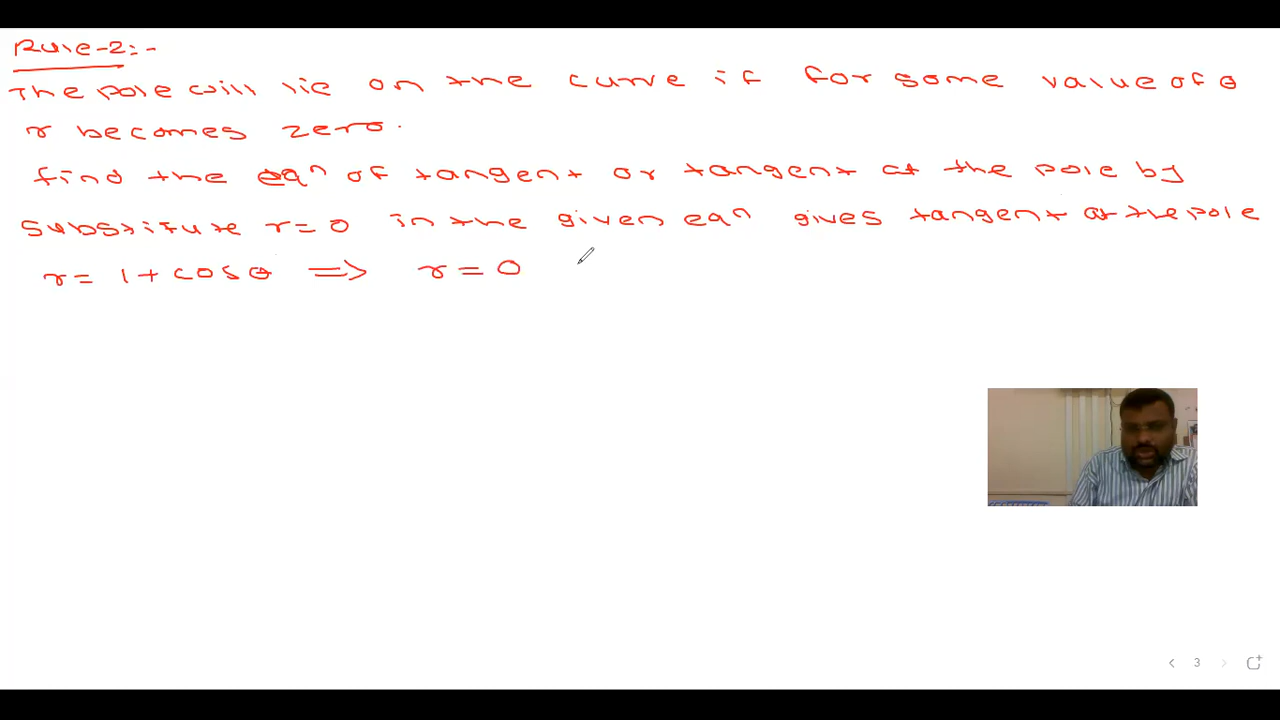 Rule-2:-
The pole will lie on the curve if for some value of θ
r becomes zero.
find the eqn of tangent or tangent at the pole by
substitute r=0 in the given eqn gives tangent at the pole
r= 1+cosθ ⇒ r=0
3